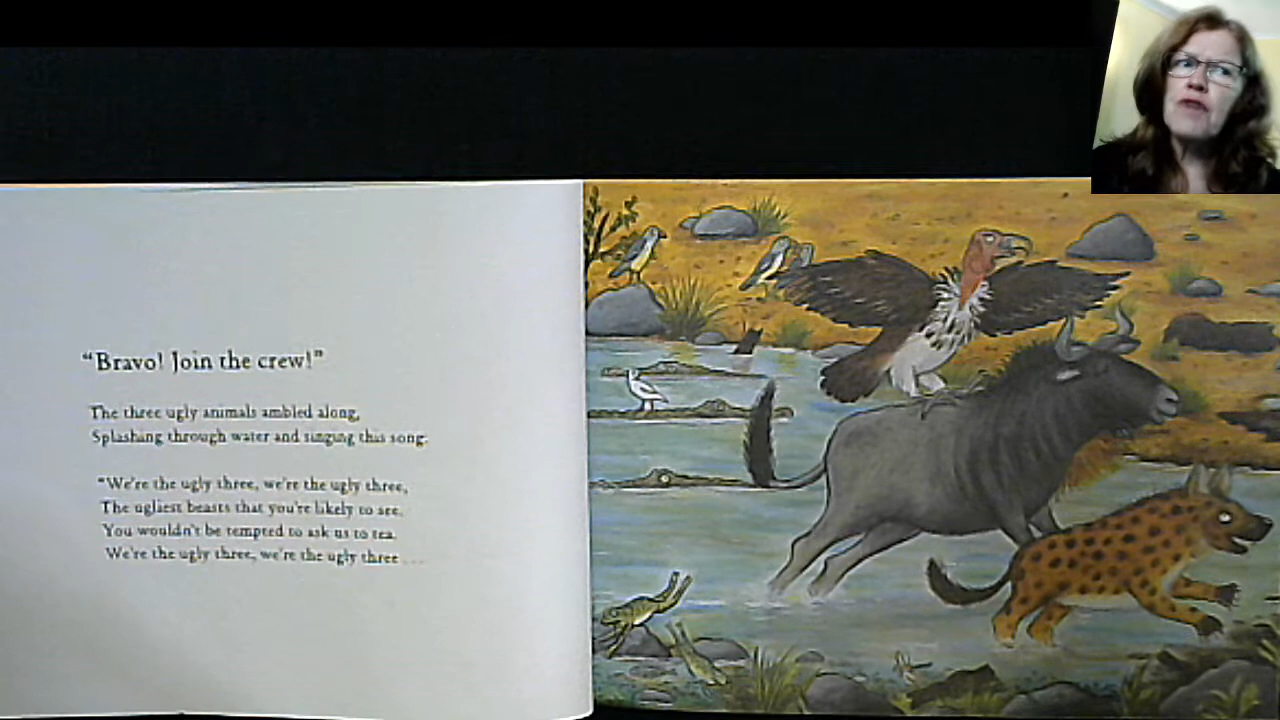 “Bravo! Join the crew!”
The three ugly animals ambled along,
Splashing through water and singing this song.
“We're the ugly three, we're the ugly three,
The ugliest beasts that you're likely to see.
You wouldn't be tempted to ask us to tea.
We're the ugly three, we're the ugly three . . .